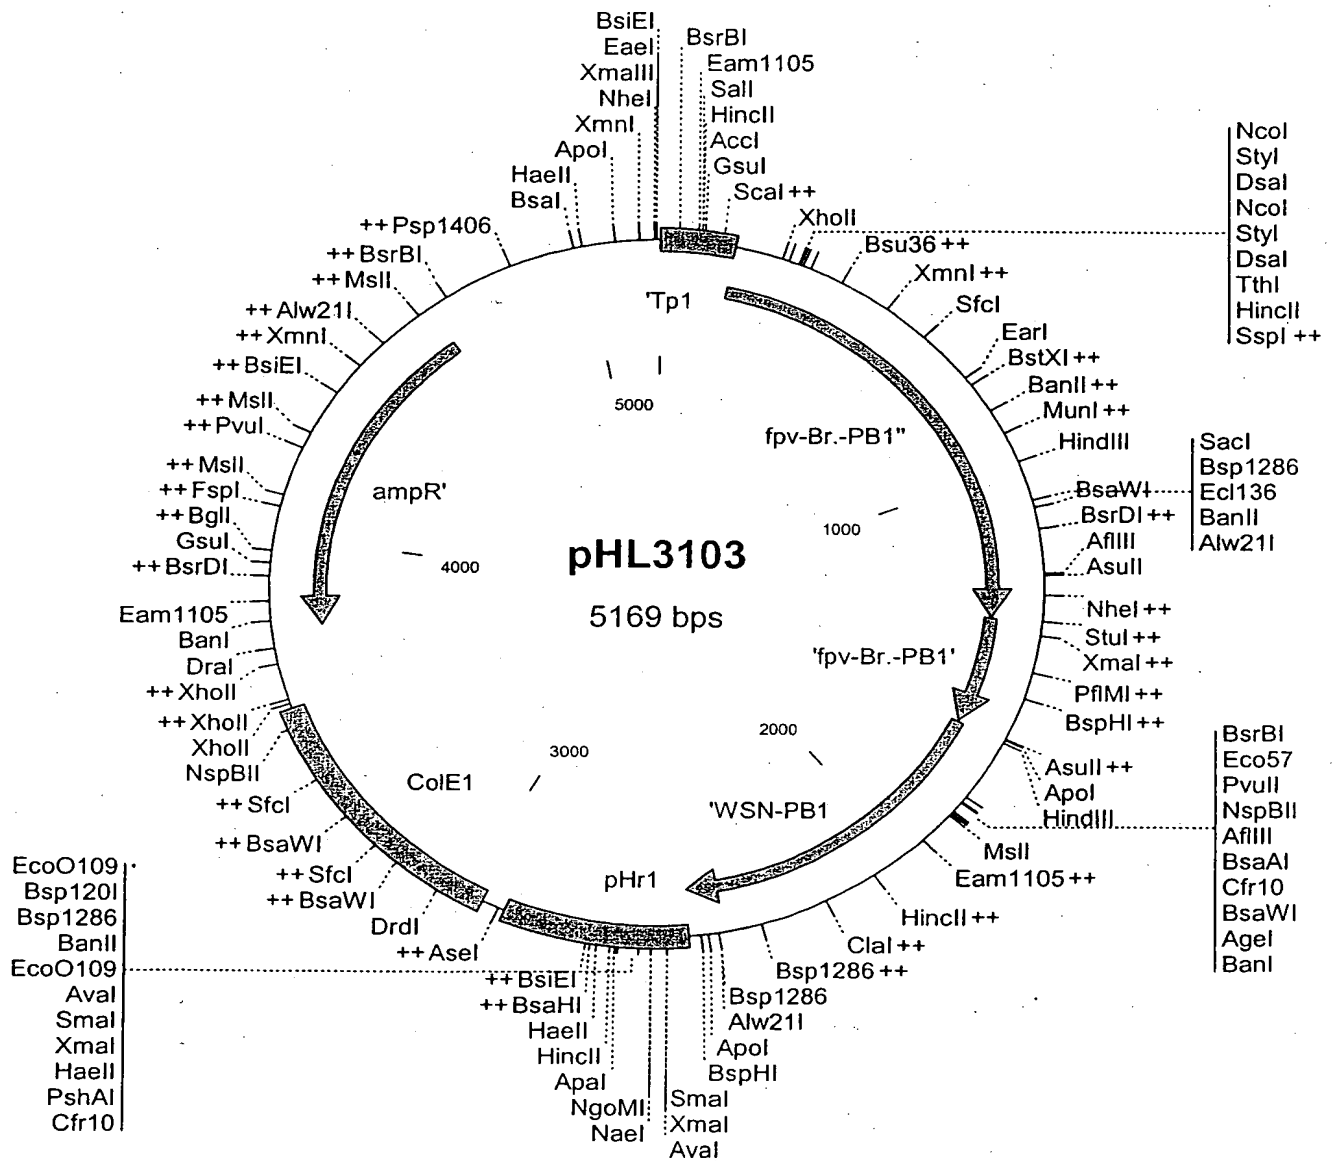 BsiEI
EaeI
XmaIII
NheI
XmnI
ApoI
HaeII
BsaI
++ Psp1406
++ BsrBI
++ MslI
++ Alw21I
++ XmnI
++ BsiEI
++ MslI
++ PvuI
++ MslI
++ FspI
++ BglI
GsuI
++ BsrDI
Eam1105
BanI
DraI
++ XhoII
++ XhoII
XhoII
NspBII
++ SfcI
++ BsaWI
++ SfcI
++ BsaWI
DrdI
++ AseI
BsrBI
Eam1105
SalI
HincII
AccI
GsuI
ScaI ++
XhoII
NcoI
StyI
DsaI
NcoI
StyI
DsaI
TthI
HincII
SspI ++
Bsu36 ++
XmnI ++
SfcI
EarI
BstXI ++
BanII ++
MunI ++
HindIII
BsaWI
SacI
Bsp1286
Ecl136
BanII
Alw21I
BsrDI ++
AflIII
AsuII
NheI ++
StuI ++
XmaI ++
PflMI ++
BspHI ++
AsuII ++
ApoI
HindIII
BsrBI
Eco57
PvuII
NspBII
AflIII
BsaAI
Cfr10
BsaWI
AgeI
BanI
MslI
Eam1105 ++
HincII ++
ClaI ++
Bsp1286 ++
Bsp1286
Alw21I
ApoI
BspHI
SmaI
XmaI
AvaI
++ BsiEI
++ BsaHI
HaeII
HincII
ApaI
NgoMI
NaeI
EcoO109
Bsp120I
Bsp1286
BanII
EcoO109
AvaI
SmaI
XmaI
HaeII
PshAI
Cfr10
'Tp1
5000
fpv-Br.-PB1"
1000
ampR'
4000
pHL3103
5169 bps
'fpv-Br.-PB1'
2000
3000
ColE1
'WSN-PB1
pHr1